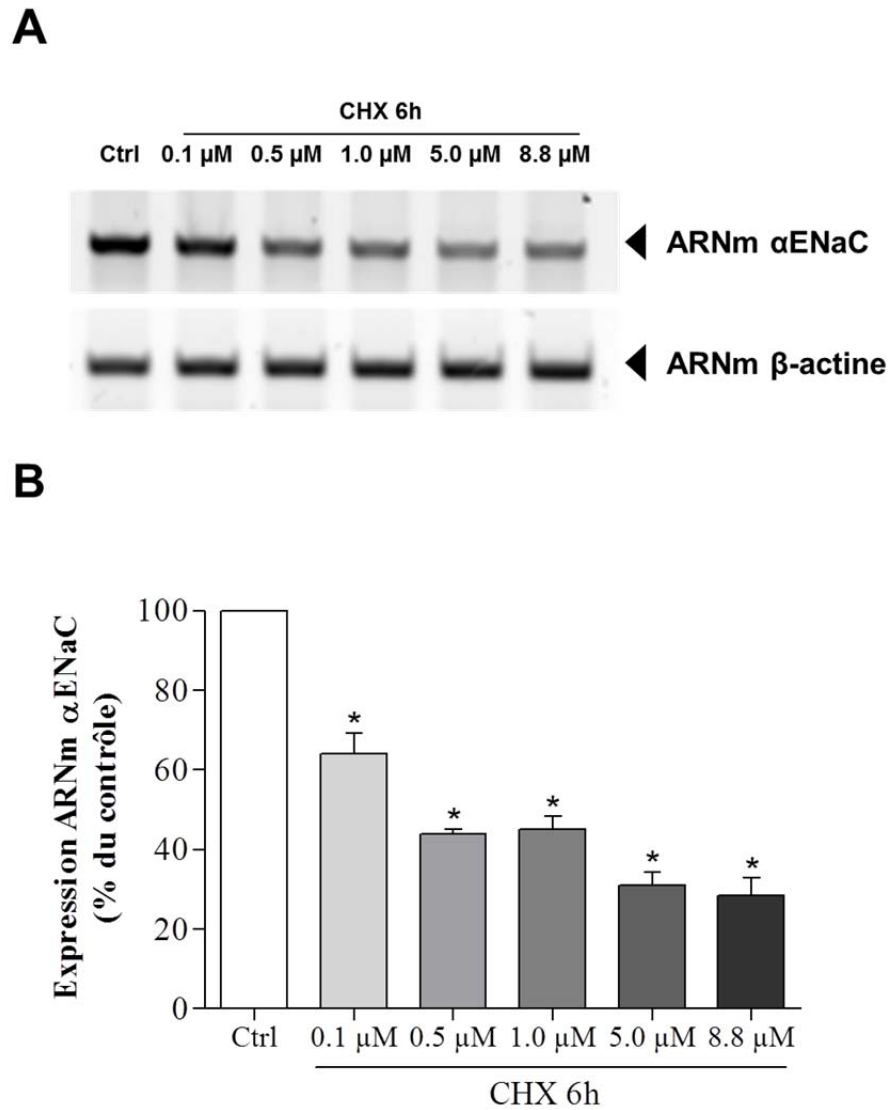 A
CHX 6h
Ctrl 0.1 µM 0.5 µM 1.0 µM 5.0 µM 8.8 µM
ARNm αENaC
ARNm β-actine
B
Expression ARNm αENaC
(% du contrôle)
100
80
60
40
20
0
* * * * *
Ctrl 0.1 µM 0.5 µM 1.0 µM 5.0 µM 8.8 µM
CHX 6h